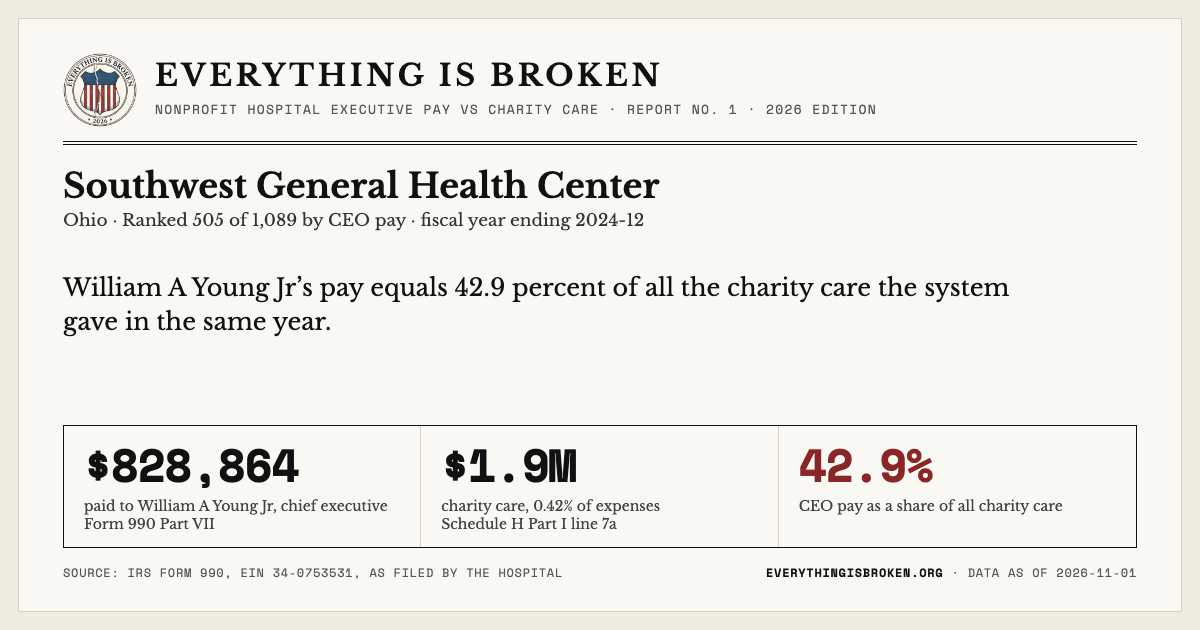 EVERYTHING IS BROKEN
2026
EVERYTHING IS BROKEN
NONPROFIT HOSPITAL EXECUTIVE PAY VS CHARITY CARE · REPORT NO. 1 · 2026 EDITION
Southwest General Health Center
Ohio · Ranked 505 of 1,089 by CEO pay · fiscal year ending 2024-12
William A Young Jr’s pay equals 42.9 percent of all the charity care the system
gave in the same year.
$828,864
paid to William A Young Jr, chief executive
Form 990 Part VII
$1.9M
charity care, 0.42% of expenses
Schedule H Part I line 7a
42.9%
CEO pay as a share of all charity care
SOURCE: IRS FORM 990, EIN 34-0753531, AS FILED BY THE HOSPITAL
EVERYTHINGISBROKEN.ORG · DATA AS OF 2026-11-01